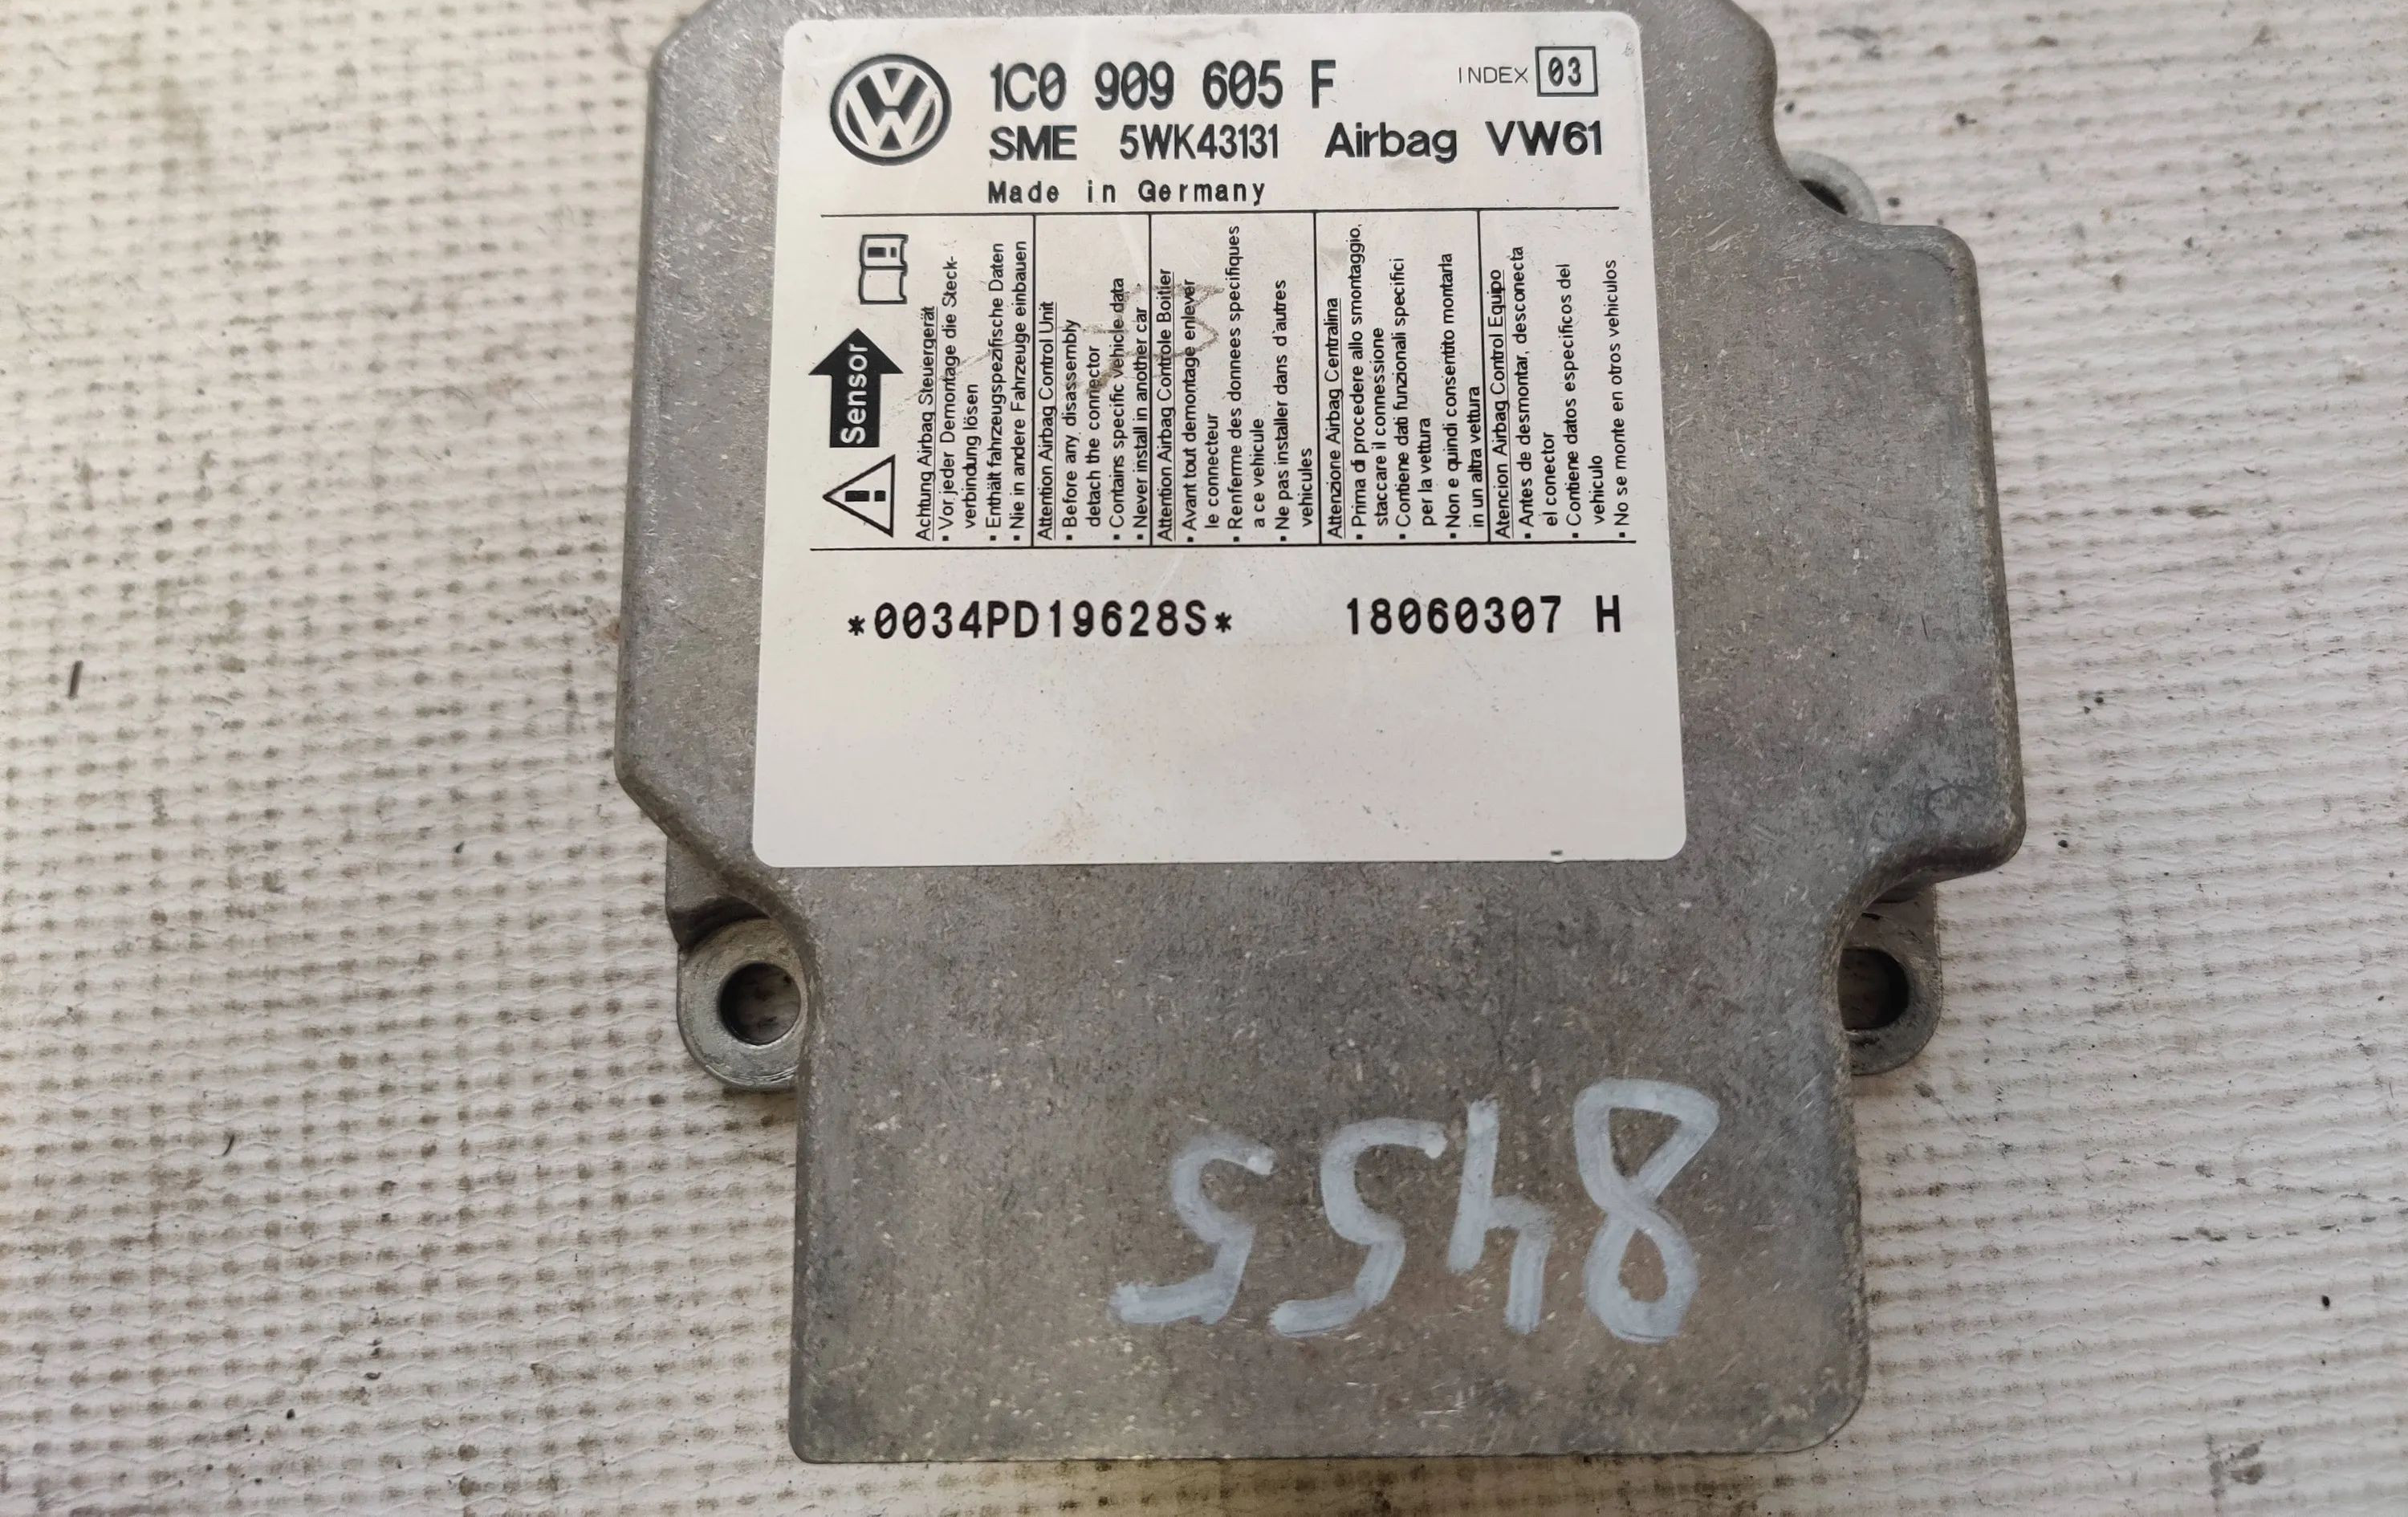 1C0 909 605 F INDEX 03
SME 5WK43131 Airbag VW61
Made in Germany
Sensor
Achtung Airbag Steuergerät
▪ Vor jeder Demontage die Steck-
verbindung lösen
▪ Enthält fahrzeugspezifische Daten
▪ Nie in andere Fahrzeuge einbauen
Attention Airbag Control Unit
▪ Before any disassembly
detach the connector
▪ Contains specific vehicle data
▪ Never install in another car
Attention Airbag Controle Boitier
▪ Avant tout demontage enlever
le connecteur
▪ Renferme des donnees specifiques
a ce vehicule
▪ Ne pas installer dans d'autres
vehicules
Attenzione Airbag Centralina
▪ Prima di procedere allo smontaggio,
staccare il connessione
▪ Contiene dati funzionali specifici
per la vettura
▪ Non e quindi consentito montarla
in un altra vettura
Atencion Airbag Control Equipo
▪ Antes de desmontar, desconecta
el conector
▪ Contiene datos especificos del
vehiculo
▪ No se monte en otros vehiculos
*0034PD19628S* 18060307 H
8455